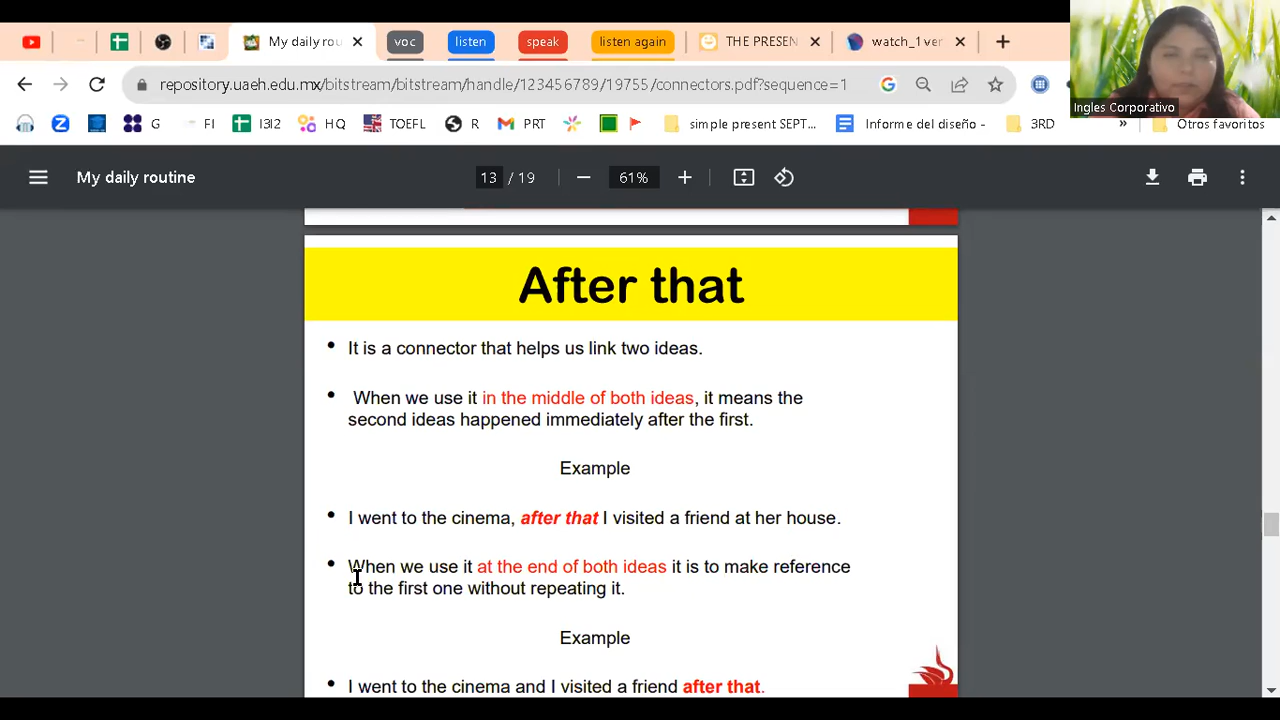 My daily rou
voc
listen
speak
listen again
THE PRESEN
watch_1 ver
repository.uaeh.edu.mx/bitstream/bitstream/handle/123456789/19755/connectors.pdf?sequence=1
Ingles Corporativo
G
FI
I3I2
HQ
TOEFL
R
PRT
simple present SEPT...
Informe del diseño -
3RD
»
Otros favoritos
My daily routine
13 / 19
61%
After that
• It is a connector that helps us link two ideas.
• When we use it in the middle of both ideas, it means the
second ideas happened immediately after the first.
Example
• I went to the cinema, after that I visited a friend at her house.
• When we use it at the end of both ideas it is to make reference
to the first one without repeating it.
Example
• I went to the cinema and I visited a friend after that.